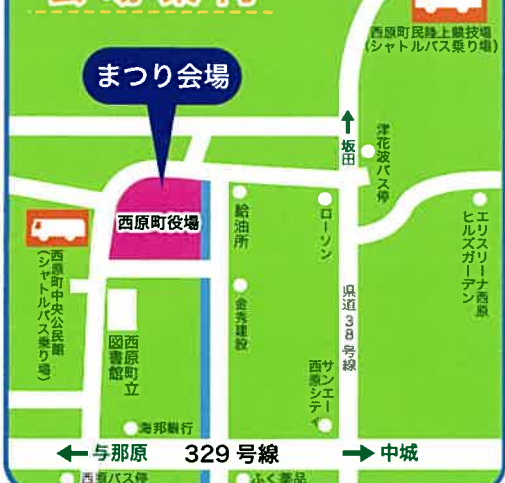 西原町民陸上競技場
(シャトルバス乗り場)
まつり会場
坂田
津花波バス停
西原町役場
給油所
ローソン
エリスリーナ西原
ヒルズガーデン
西原町中央公民館
(シャトルバス乗り場)
金秀建設
県道38号線
西原町立
図書館
サンエー
西原シティ
海邦銀行
与那原
329号線
中城
西原バス停
ふく薬品